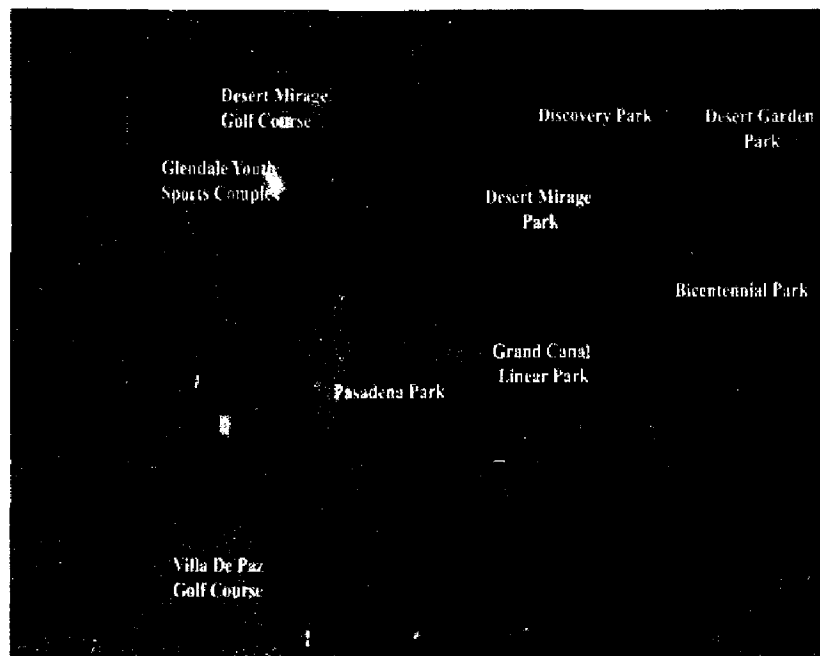 Desert Mirage
Golf Course
Discovery Park
Desert Garden
Park
Glendale Youth
Sports Complex
Desert Mirage
Park
Bicentennial Park
Grand Canal
Linear Park
Pasadena Park
Villa De Paz
Golf Course